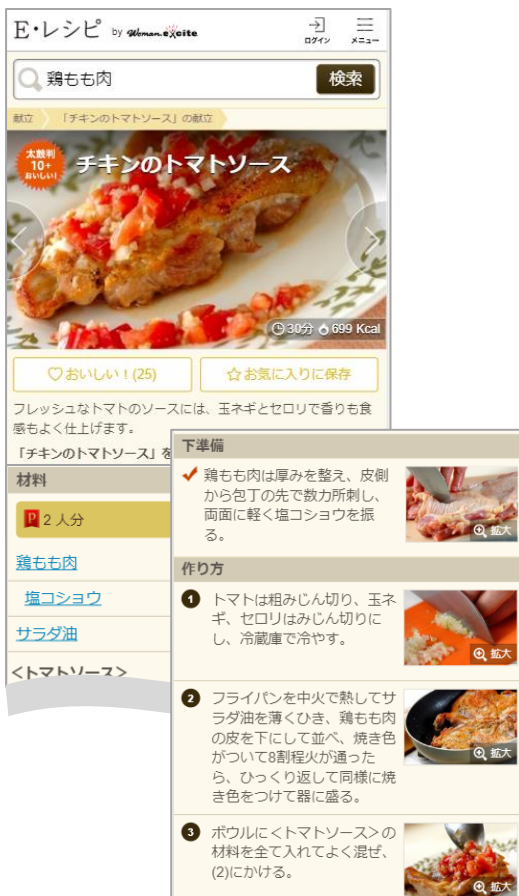 E・レシピ by Woman.excite
ログイン
メニュー
鶏もも肉
検索
献立
「チキンのトマトソース」の献立
太鼓判
10+
おいしい!
チキンのトマトソース
30分 699 Kcal
♡おいしい!(25)
☆お気に入りに保存
フレッシュなトマトのソースには、玉ネギとセロリで香りも食
感もよく仕上げます。
「チキンのトマトソース」を
材料
P 2 人分
鶏もも肉
塩コショウ
サラダ油
<トマトソース>
下準備
鶏もも肉は厚みを整え、皮側
から包丁の先で数カ所刺し、
両面に軽く塩コショウを振
る。
拡大
作り方
1 トマトは粗みじん切り、玉ネ
ギ、セロリはみじん切りに
し、冷蔵庫で冷やす。
拡大
2 フライパンを中火で熱してサ
ラダ油を薄くひき、鶏もも肉
の皮を下にして並べ、焼き色
がついて8割程火が通った
ら、ひっくり返して同様に焼
き色をつけて器に盛る。
拡大
3 ボウルに<トマトソース>の
材料を全て入れてよく混ぜ、
(2)にかける。
拡大